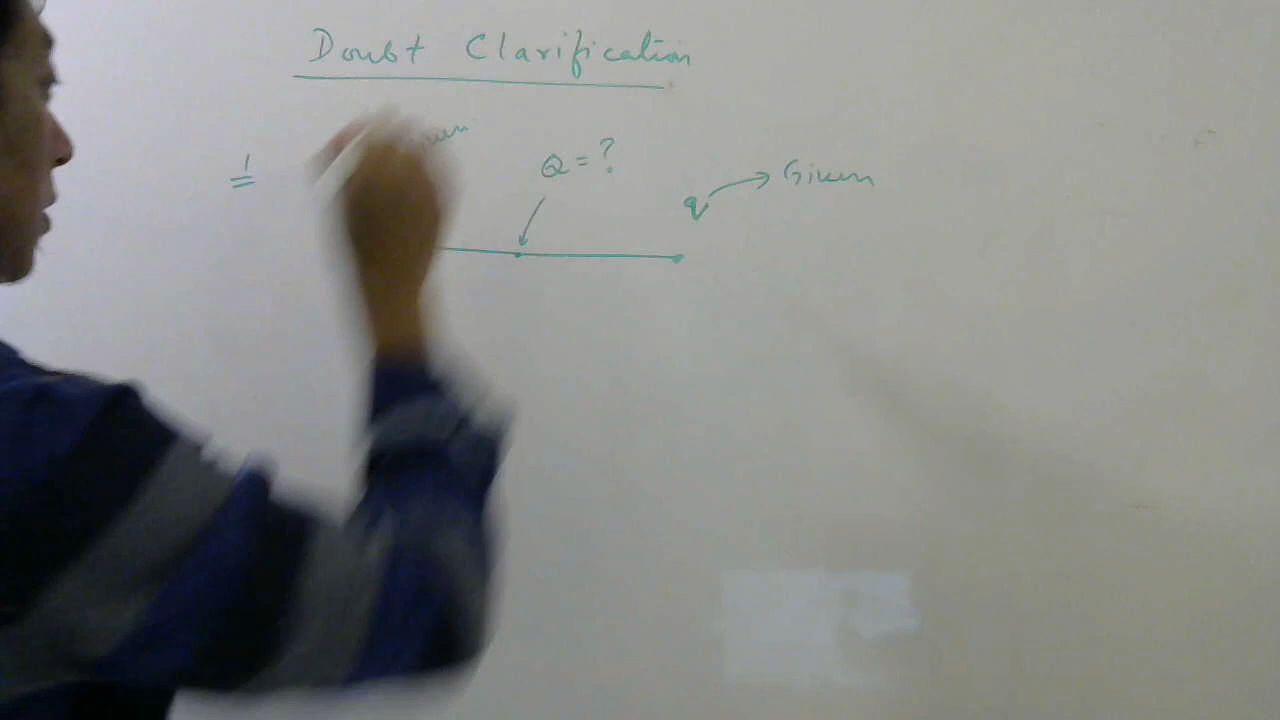 Doubt Clarification
1
Q = ?
q → Given